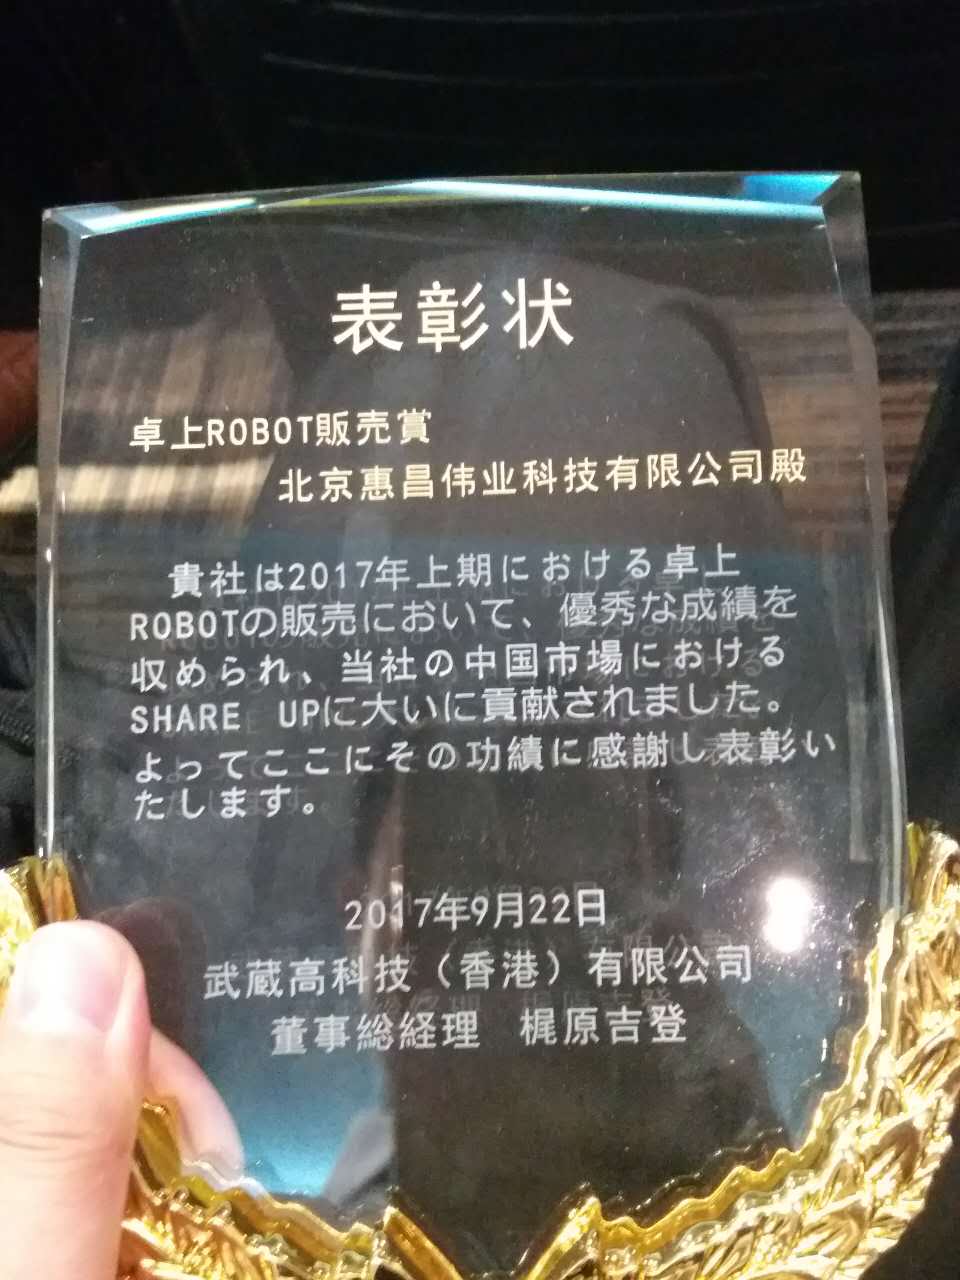 表彰状
卓上ROBOT販売賞
北京惠昌伟业科技有限公司殿
貴社は2017年上期における卓上
ROBOTの販売において、優秀な成績を
収められ、当社の中国市場における
SHARE UPに大いに貢献されました。
よってここにその功績に感謝し表彰い
たします。
2017年9月22日
武蔵高科技（香港）有限公司
董事総経理 梶原吉登